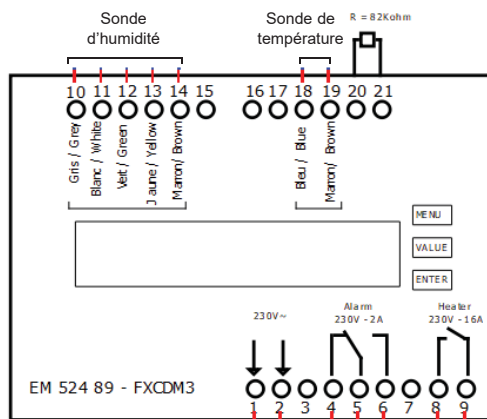 Sonde d'humidité
Sonde de température
R = 82Kohm
10 11 12 13 14 15 16 17 18 19 20 21
Gris / Grey
Blanc / White
Vert / Green
Jaune / Yellow
Marron/ Brown
Bleu / Blue
Marron/ Brown
MENU
VALUE
ENTER
230V~
Alarm
230V - 2A
Heater
230V - 16A
EM 524 89 - FXCDM3
1 2 3 4 5 6 7 8 9